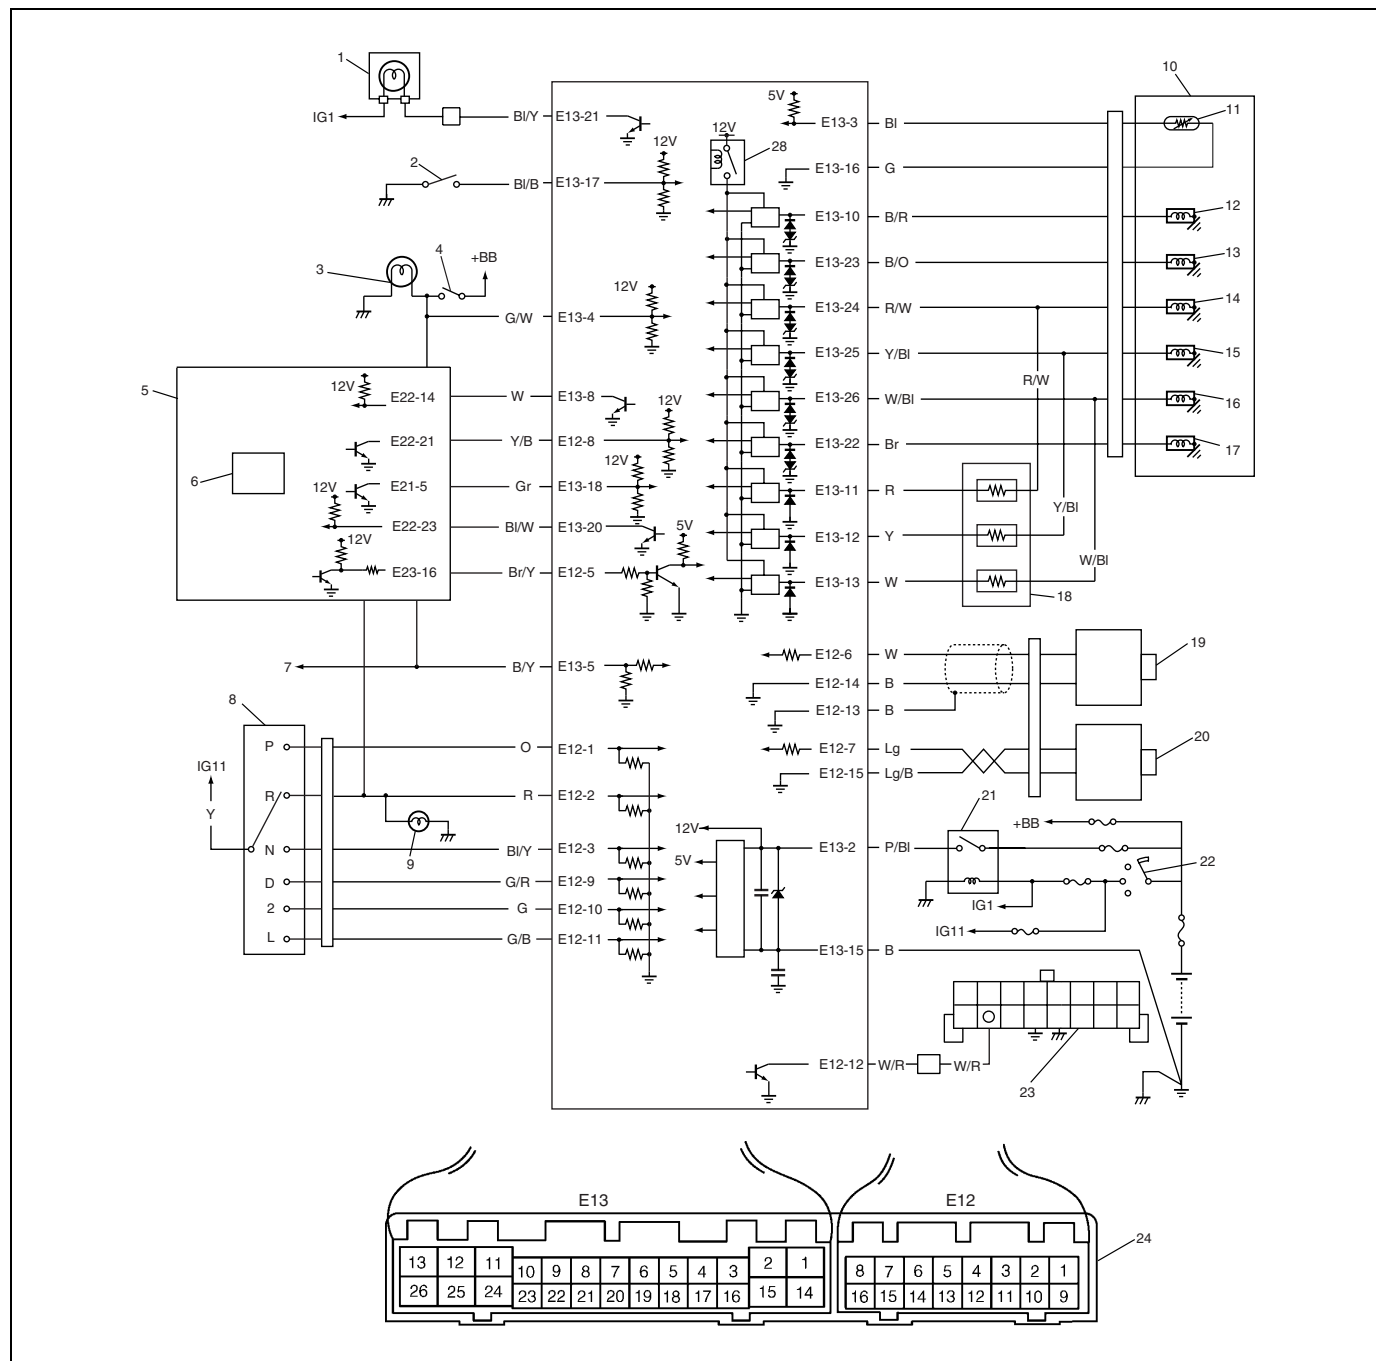 1
IG1
Bl/Y
E13-21
5V
E13-3
Bl
10
11
12V
28
E13-16
G
2
Bl/B
E13-17
12V
E13-10
B/R
12
3
4
+BB
E13-23
B/O
13
G/W
E13-4
12V
E13-24
R/W
14
E13-25
Y/Bl
15
R/W
5
12V
E22-14
W
E13-8
12V
E13-26
W/Bl
16
E22-21
Y/B
E12-8
E13-22
Br
17
6
12V
E21-5
Gr
12V
E13-18
E13-11
R
Y/Bl
E22-23
Bl/W
E13-20
5V
E13-12
Y
12V
W/Bl
E23-16
Br/Y
E12-5
E13-13
W
18
7
B/Y
E13-5
E12-6
W
19
E12-14
B
E12-13
B
8
P
O
E12-1
E12-7
Lg
20
IG11
Y
E12-15
Lg/B
R
R
E12-2
21
+BB
9
12V
N
Bl/Y
E12-3
E13-2
P/Bl
22
5V
D
G/R
E12-9
IG1
2
G
E12-10
IG11
L
G/B
E12-11
E13-15
B
E12-12
W/R
W/R
23
E13
E12
24
13
12
11
10
9
8
7
6
5
4
3
2
1
8
7
6
5
4
3
2
1
26
25
24
23
22
21
20
19
18
17
16
15
14
16
15
14
13
12
11
10
9